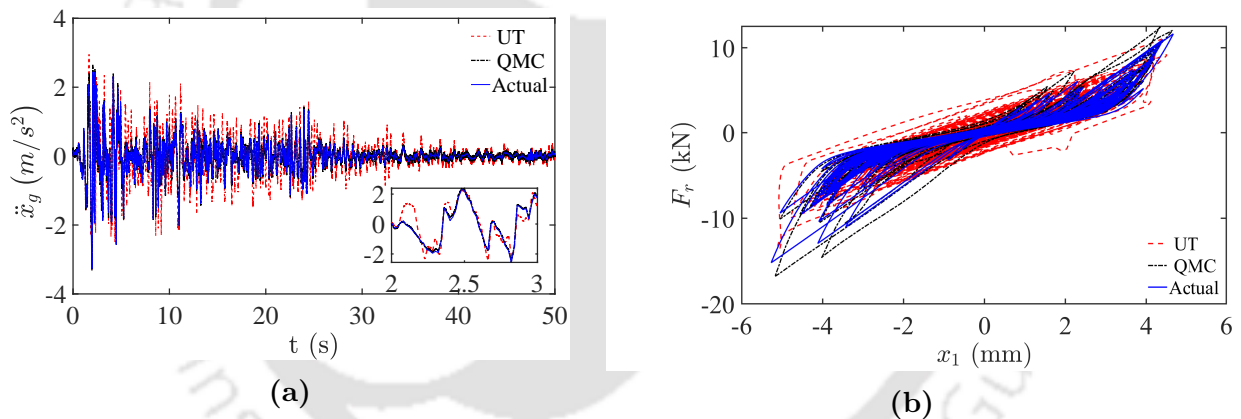 4
2
0
-2
-4
ẍ_g (m/s²)
UT
QMC
Actual
2
0
-2
2 2.5 3
0 10 20 30 40 50
t (s)
(a)
10
0
-10
-20
F_r (kN)
UT
QMC
Actual
-6 -4 -2 0 2 4 6
x_1 (mm)
(b)